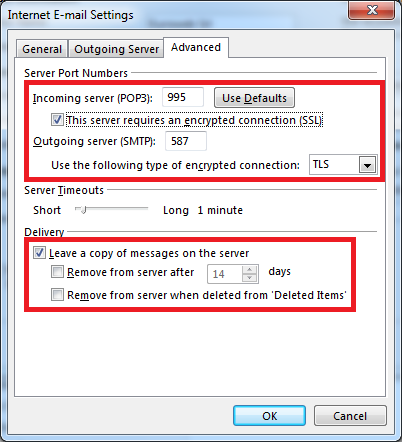 Internet E-mail Settings
General Outgoing Server Advanced
Server Port Numbers
Incoming server (POP3): 995 Use Defaults
This server requires an encrypted connection (SSL)
Outgoing server (SMTP): 587
Use the following type of encrypted connection: TLS
Server Timeouts
Short Long 1 minute
Delivery
Leave a copy of messages on the server
Remove from server after 14 days
Remove from server when deleted from 'Deleted Items'
OK Cancel